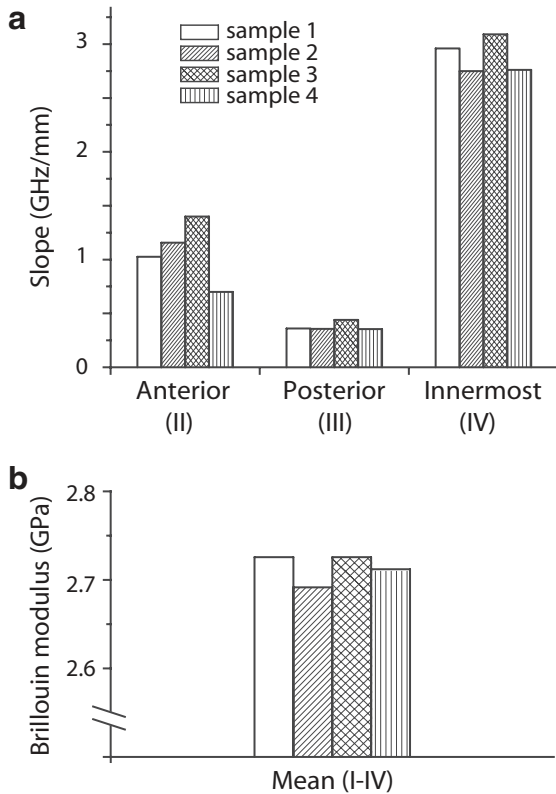 a
3
2
1
0
Slope (GHz/mm)
sample 1
sample 2
sample 3
sample 4
Anterior Posterior Innermost
(II) (III) (IV)
b
2.8
2.7
2.6
Brillouin modulus (GPa)
Mean (I-IV)